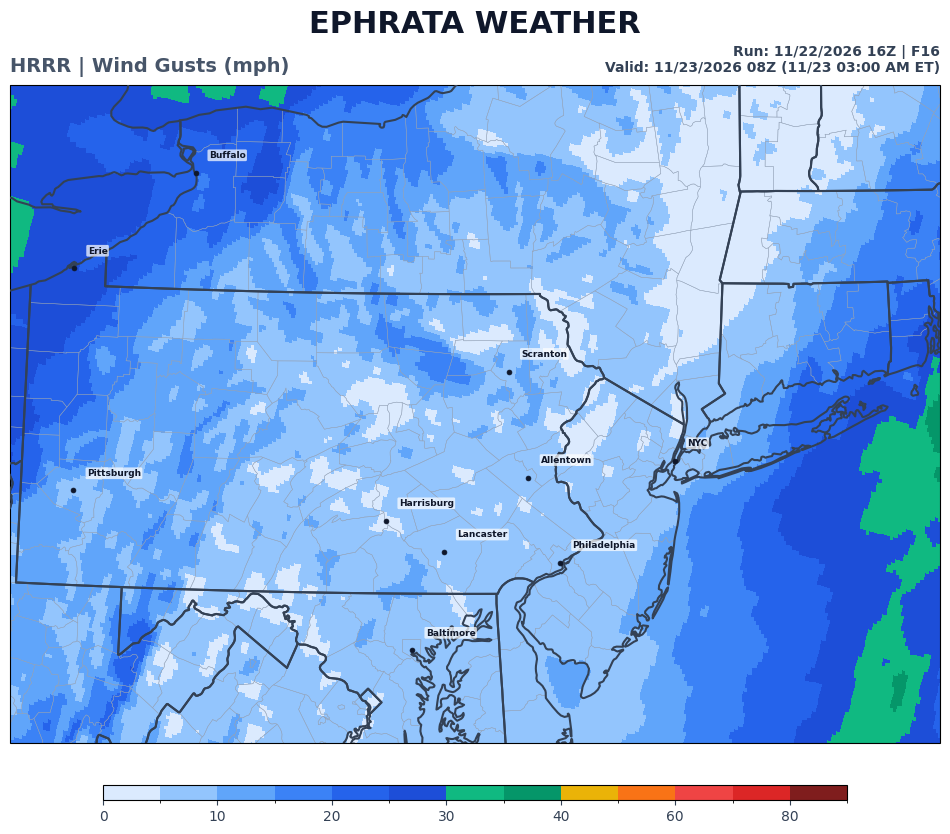 EPHRATA WEATHER
HRRR | Wind Gusts (mph)
Run: 11/22/2026 16Z | F16
Valid: 11/23/2026 08Z (11/23 03:00 AM ET)
Buffalo
Erie
Scranton
NYC
Allentown
Pittsburgh
Harrisburg
Lancaster
Philadelphia
Baltimore
0 10 20 30 40 50 60 70 80